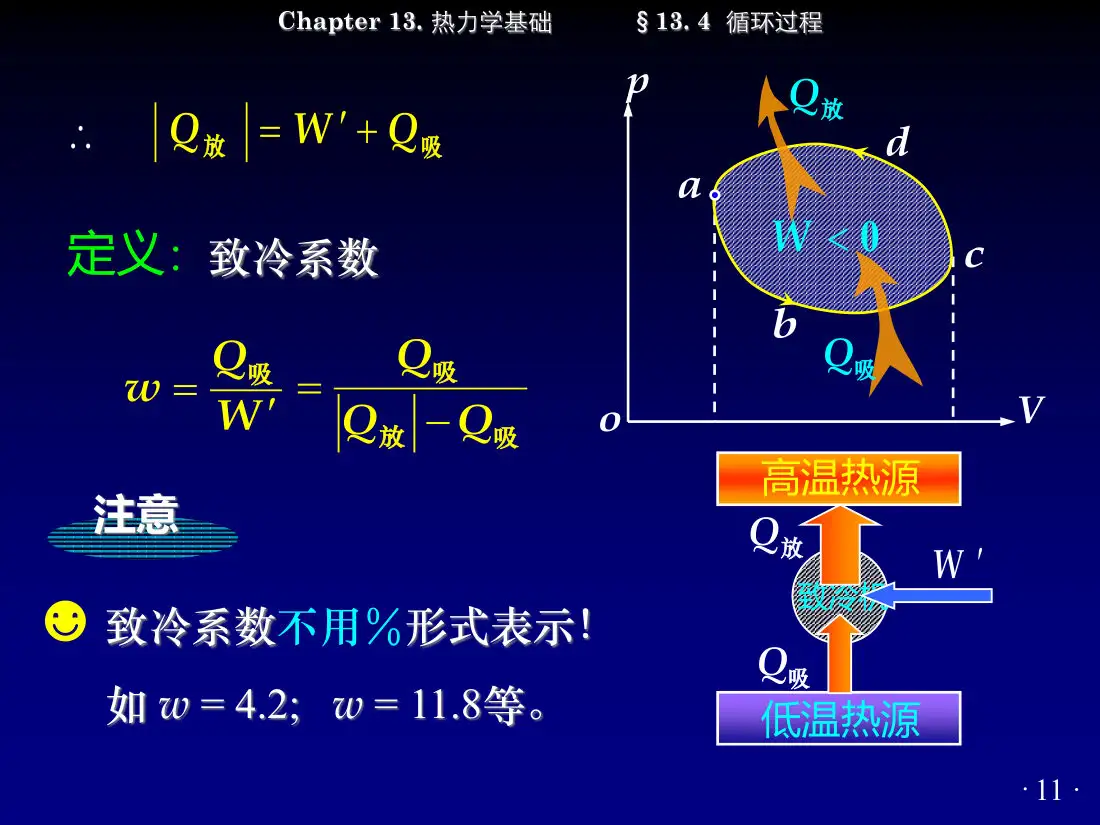 Chapter 13. 热力学基础 §13. 4 循环过程
∴ |Q放| = W′ + Q吸
定义：致冷系数
w = Q吸 / W′ = Q吸 / (|Q放| − Q吸)
注意
致冷系数不用％形式表示！
如 w = 4.2; w = 11.8等。
p
Q放
d
a
W < 0
c
b
Q吸
o
V
高温热源
Q放
W ′
致冷机
Q吸
低温热源
· 11 ·